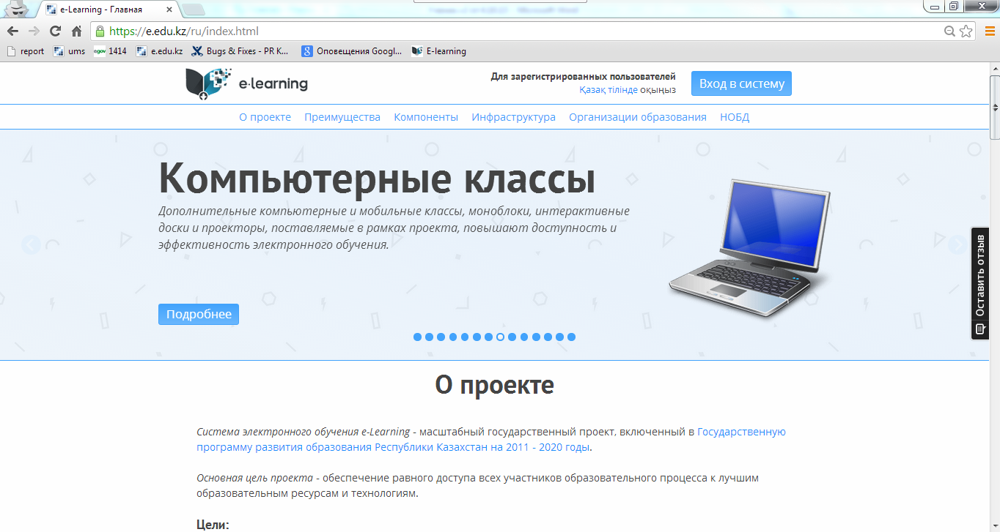 e-Learning - Главная
https://e.edu.kz/ru/index.html
report ums egov 1414 e.edu.kz Bugs & Fixes - PR K... Оповещения Googl... E-learning
e·learning
Для зарегистрированных пользователей
Қазақ тілінде оқыңыз
Вход в систему
О проекте Преимущества Компоненты Инфраструктура Организации образования НОБД
Компьютерные классы
Дополнительные компьютерные и мобильные классы, моноблоки, интерактивные
доски и проекторы, поставляемые в рамках проекта, повышают доступность и
эффективность электронного обучения.
Подробнее
Оставить отзыв
О проекте
Система электронного обучения e-Learning - масштабный государственный проект, включенный в Государственную
программу развития образования Республики Казахстан на 2011 - 2020 годы.
Основная цель проекта - обеспечение равного доступа всех участников образовательного процесса к лучшим
образовательным ресурсам и технологиям.
Цели: